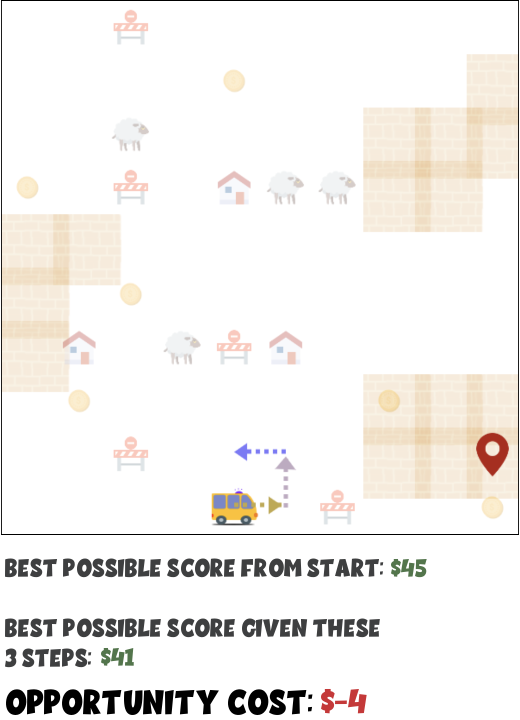 BEST POSSIBLE SCORE FROM START: $45
BEST POSSIBLE SCORE GIVEN THESE
3 STEPS: $41
OPPORTUNITY COST: $-4